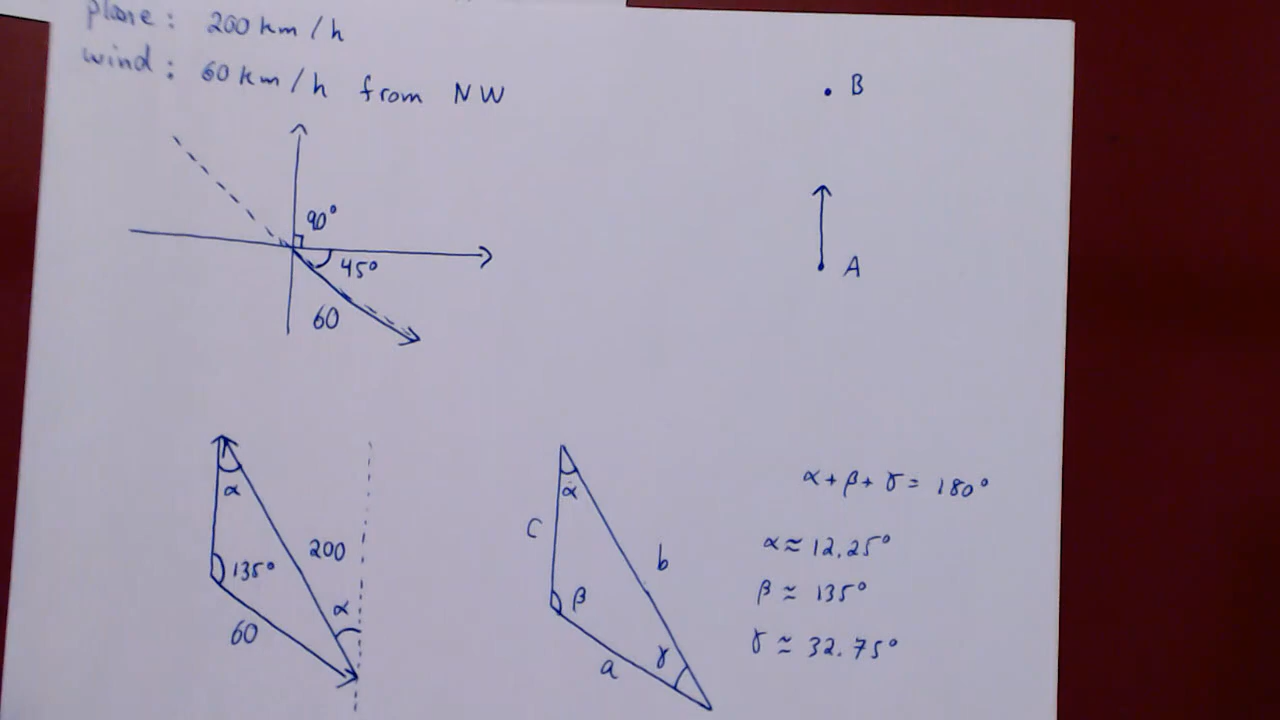 plane: 200 km/h
wind: 60 km/h from NW
B
90°
45°
60
A
α
200
135°
α
60
α
c
b
β
γ
a
α + β + γ = 180°
α ≈ 12.25°
β ≈ 135°
γ ≈ 32.75°